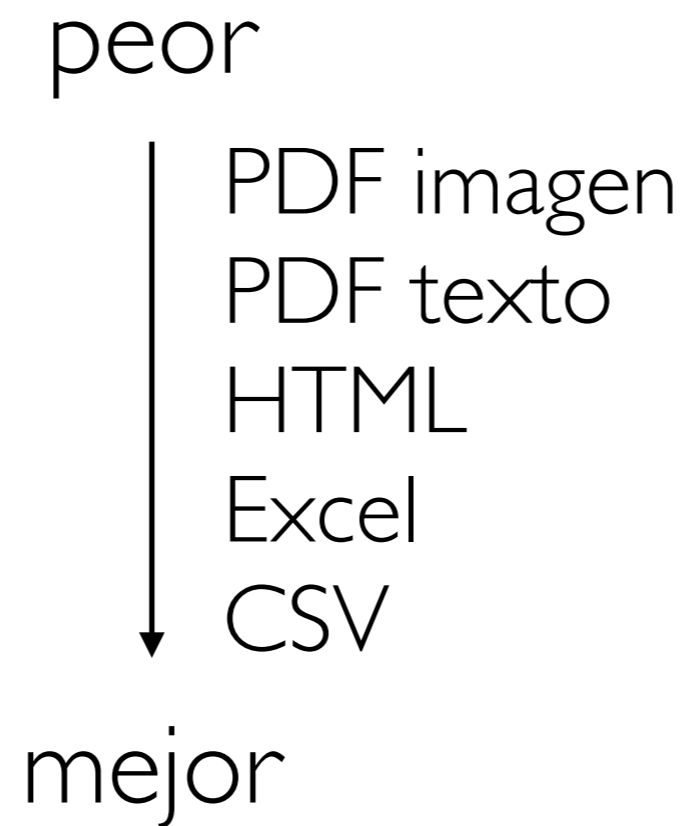 peor
PDF imagen
PDF texto
HTML
Excel
CSV
mejor